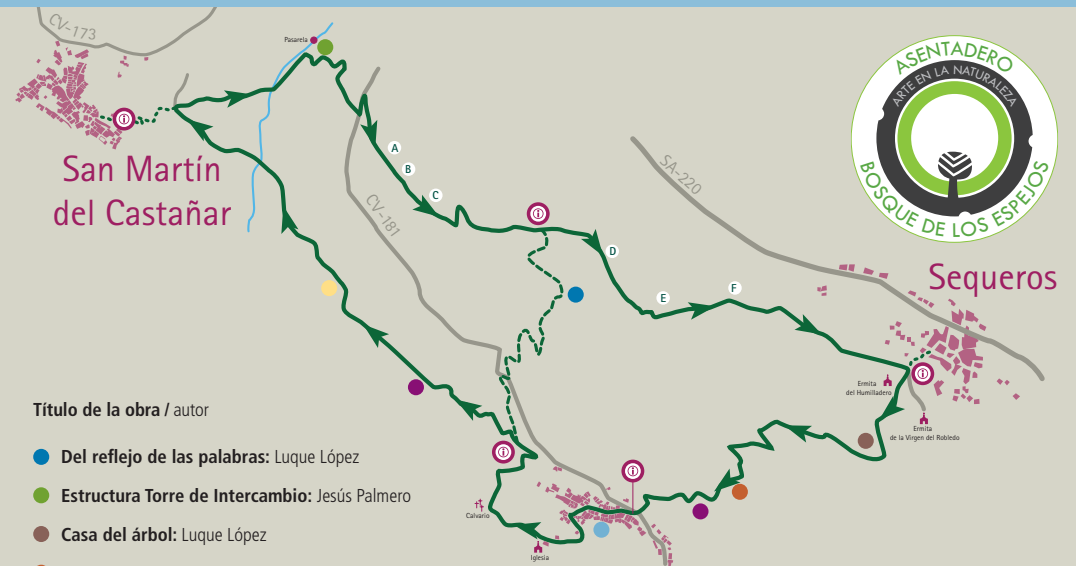 CV-173
Pasarela
San Martín
del Castañar
A
B
C
CV-181
SA-220
ASENTADERO
ARTE EN LA NATURALEZA
BOSQUE DE LOS ESPEJOS
Sequeros
D
E
F
Ermita
del Humilladero
Ermita
de la Virgen del Robledo
Calvario
Iglesia
Título de la obra / autor
Del reflejo de las palabras: Luque López
Estructura Torre de Intercambio: Jesús Palmero
Casa del árbol: Luque López